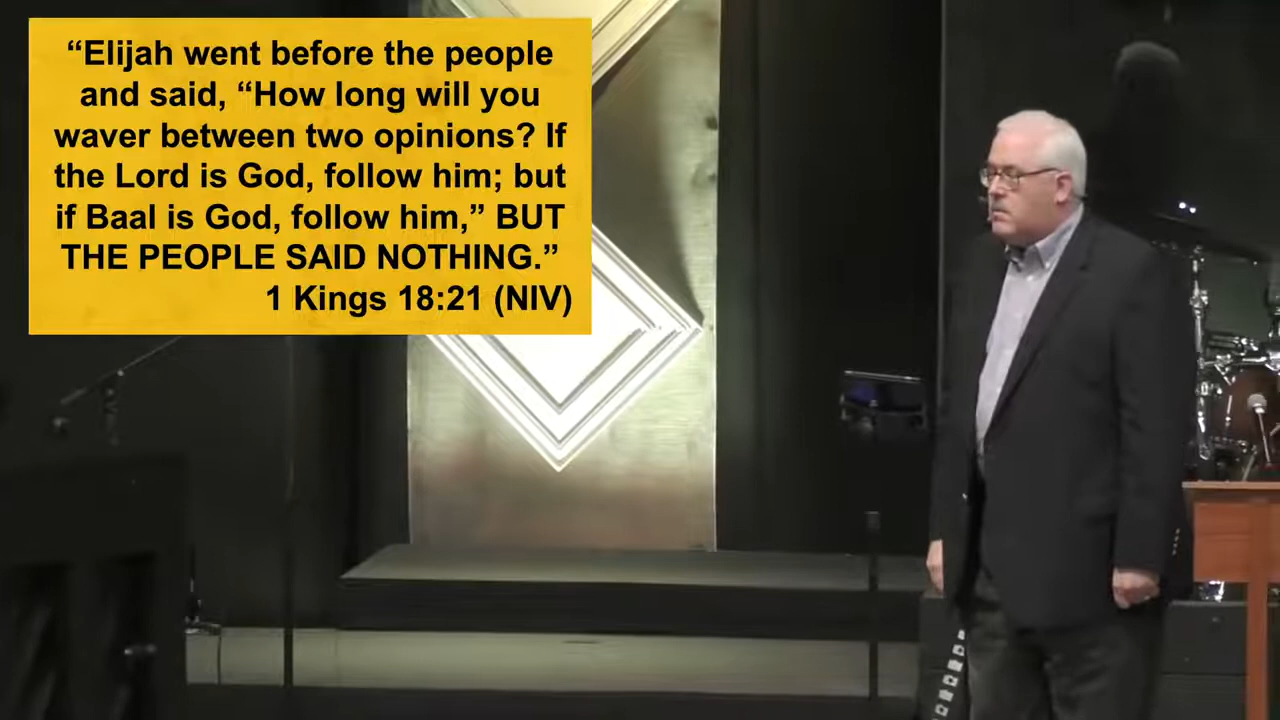 “Elijah went before the people
and said, “How long will you
waver between two opinions? If
the Lord is God, follow him; but
if Baal is God, follow him,” BUT
THE PEOPLE SAID NOTHING.”
1 Kings 18:21 (NIV)